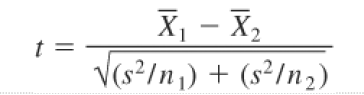 t = (X̄₁ − X̄₂) / √((s²/n₁) + (s²/n₂))